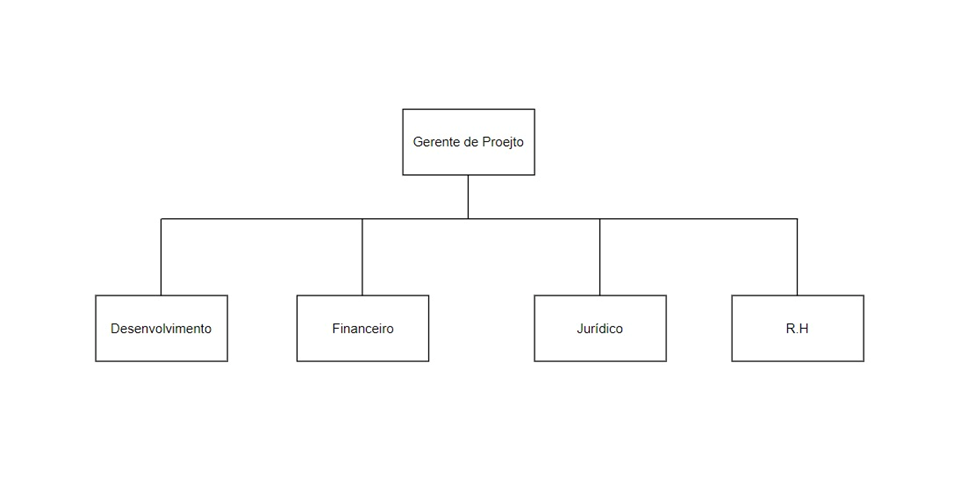 Gerente de Proejto
Desenvolvimento
Financeiro
Jurídico
R.H